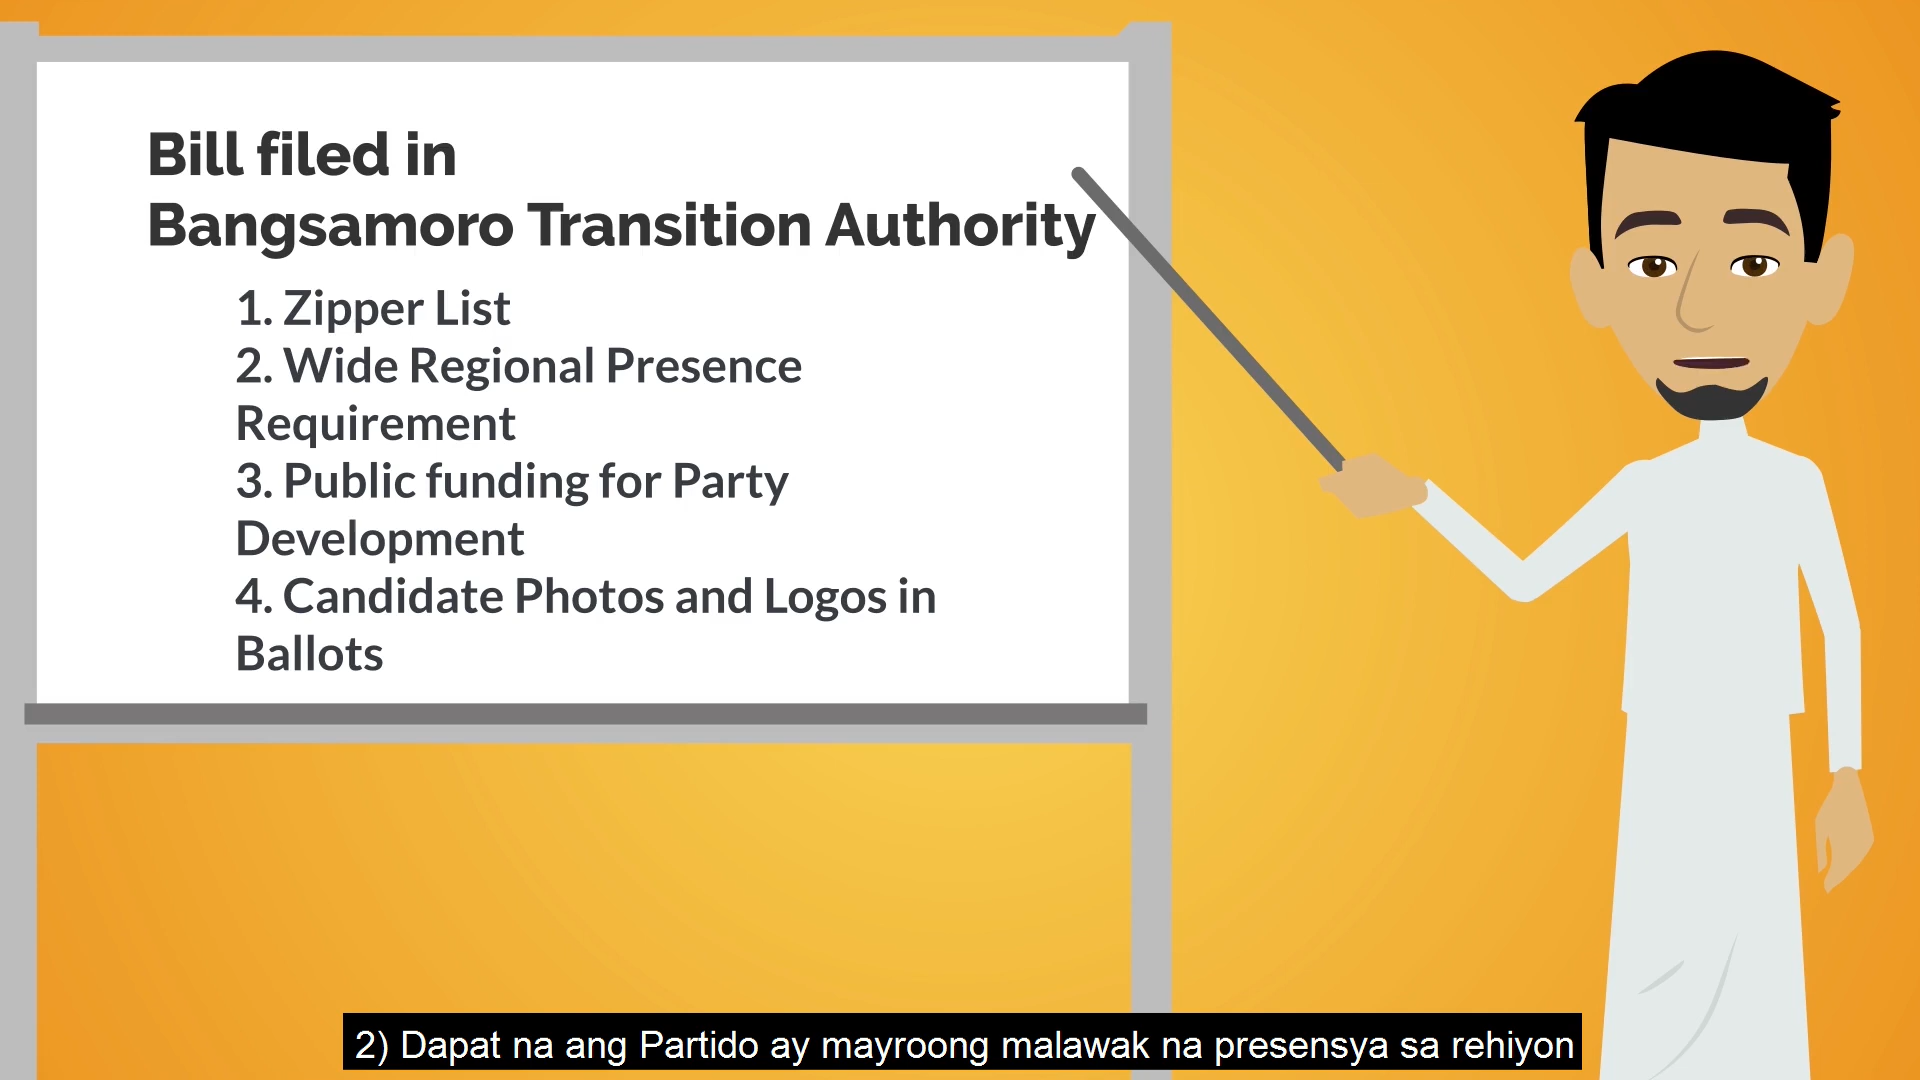 Bill filed in
Bangsamoro Transition Authority
1. Zipper List
2. Wide Regional Presence
Requirement
3. Public funding for Party
Development
4. Candidate Photos and Logos in
Ballots
2) Dapat na ang Partido ay mayroong malawak na presensya sa rehiyon